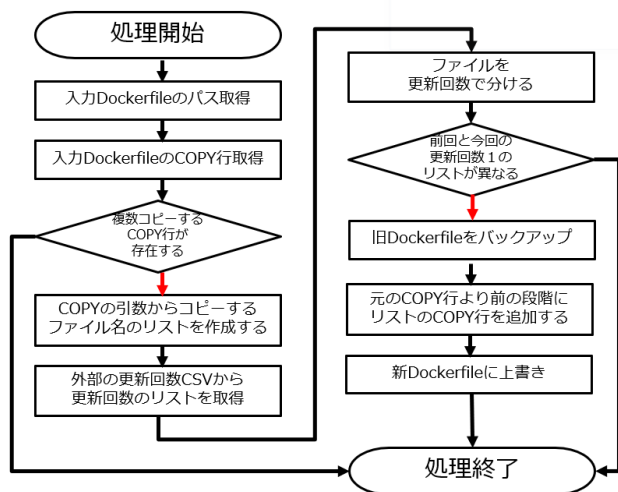 処理開始
入力Dockerfileのパス取得
入力DockerfileのCOPY行取得
複数コピーする
COPY行が
存在する
COPYの引数からコピーする
ファイル名のリストを作成する
外部の更新回数CSVから
更新回数のリストを取得
ファイルを
更新回数で分ける
前回と今回の
更新回数1の
リストが異なる
旧Dockerfileをバックアップ
元のCOPY行より前の段階に
リストのCOPY行を追加する
新Dockerfileに上書き
処理終了